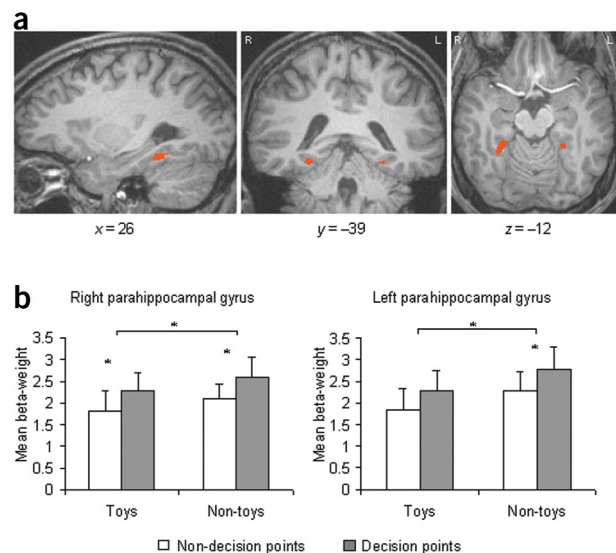 a
R
R L
L
x = 26
y = –39
z = –12
b
Right parahippocampal gyrus
Left parahippocampal gyrus
Mean beta-weight
3.5
3
2.5
2
1.5
1
0.5
0
*
*
*
Toys
Non-toys
Mean beta-weight
3.5
3
2.5
2
1.5
1
0.5
0
*
*
Toys
Non-toys
Non-decision points
Decision points